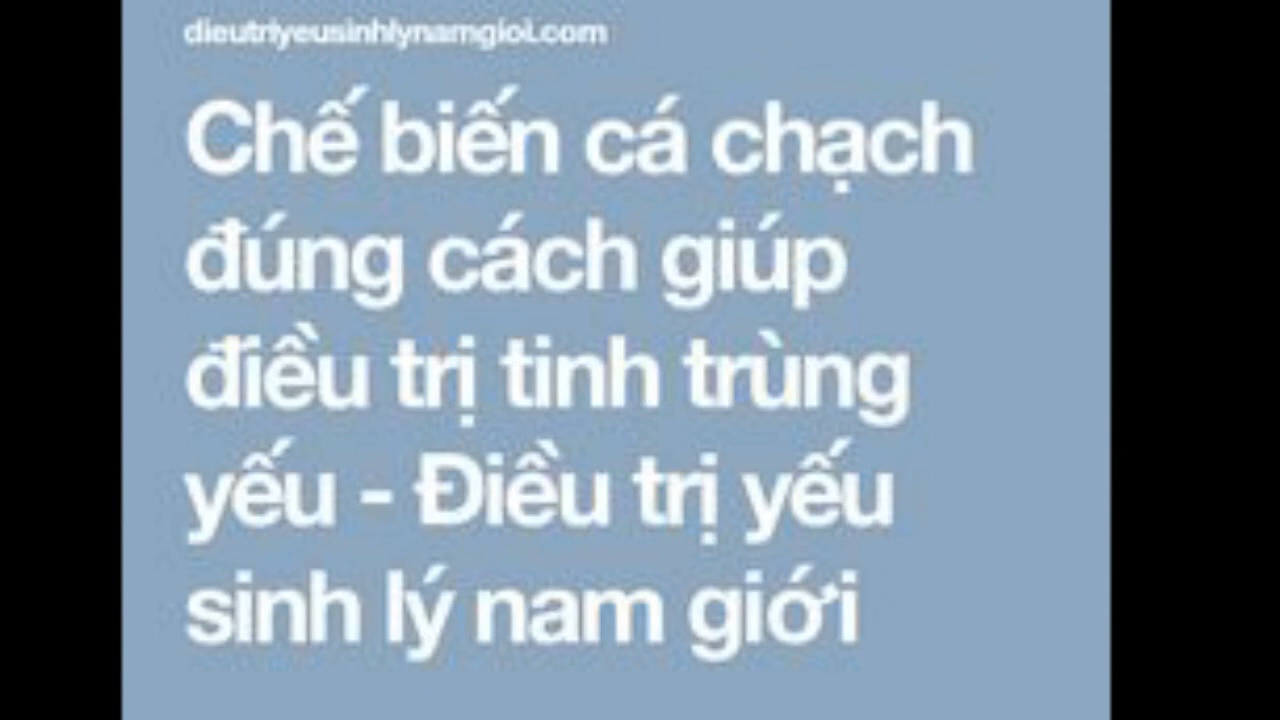 dieutriyeusinhlynamgioi.com
Chế biến cá chạch
đúng cách giúp
điều trị tinh trùng
yếu - Điều trị yếu
sinh lý nam giới